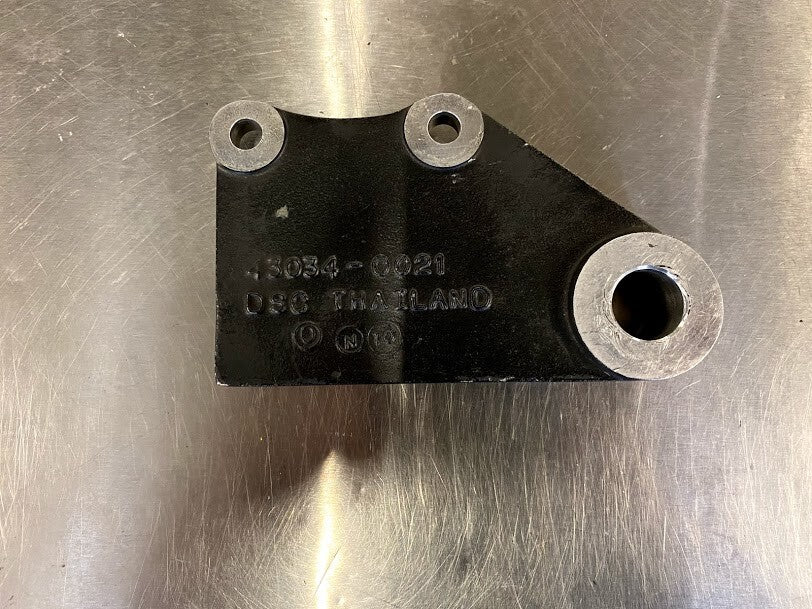 43034-0021
DSC THAILAND
N